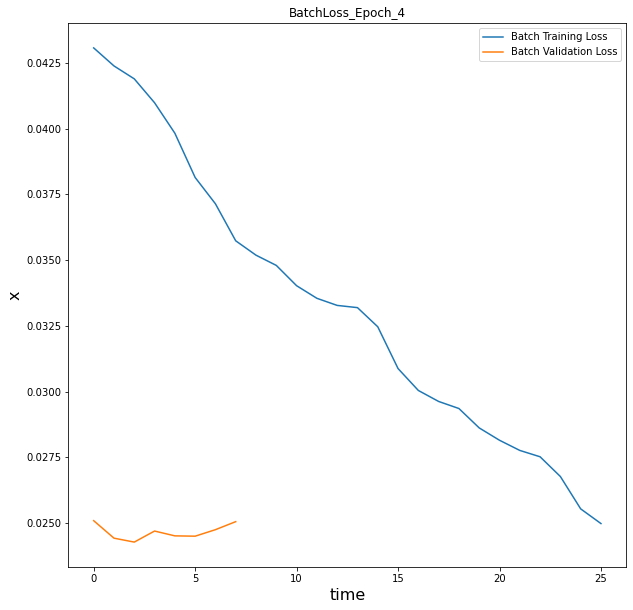 BatchLoss_Epoch_4
Batch Training Loss
Batch Validation Loss
0.0425
0.0400
0.0375
0.0350
0.0325
0.0300
0.0275
0.0250
x
0
5
10
15
20
25
time